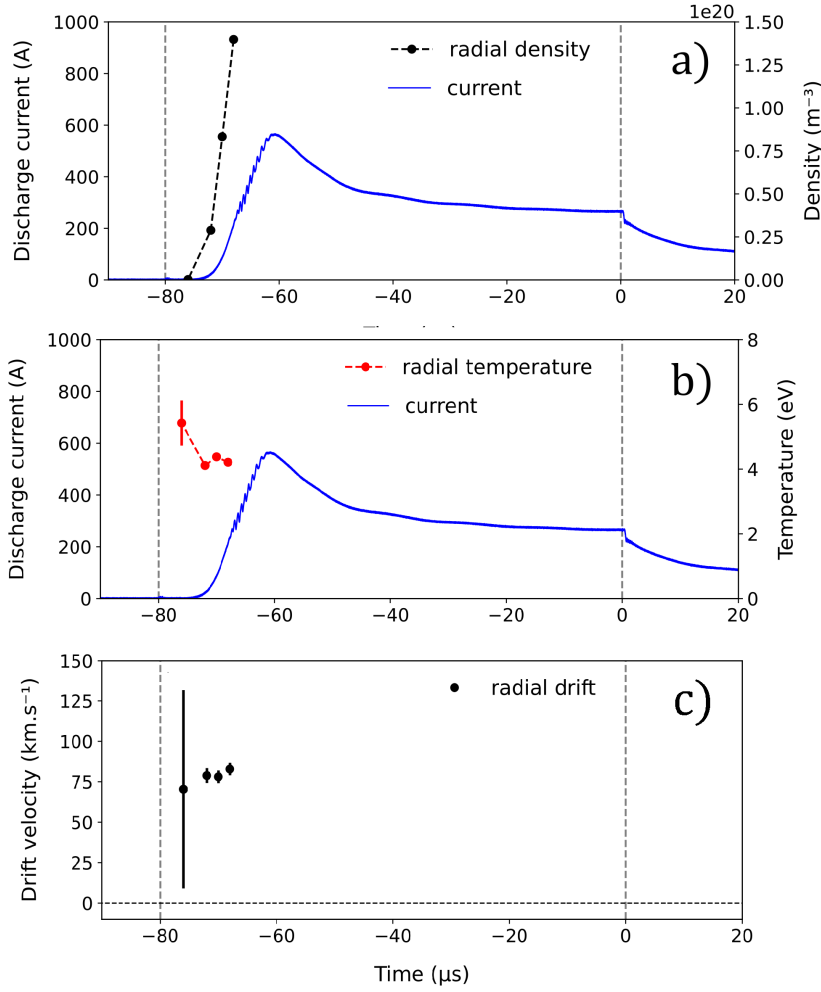 1e20
1000
800
600
400
200
0
Discharge current (A)
radial density
current
a)
1.50
1.25
1.00
0.75
0.50
0.25
0.00
Density (m⁻³)
−80 −60 −40 −20 0 20
1000
800
600
400
200
0
Discharge current (A)
radial temperature
current
b)
8
6
4
2
0
Temperature (eV)
−80 −60 −40 −20 0 20
150
125
100
75
50
25
0
Drift velocity (km.s⁻¹)
radial drift
c)
−80 −60 −40 −20 0 20
Time (μs)